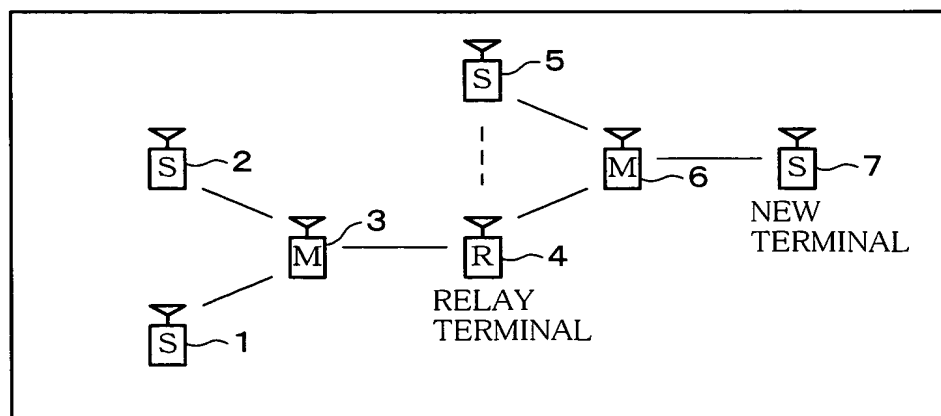 S 5
S 2
M 6
S 7
NEW
TERMINAL
M 3
R 4
RELAY
TERMINAL
S 1